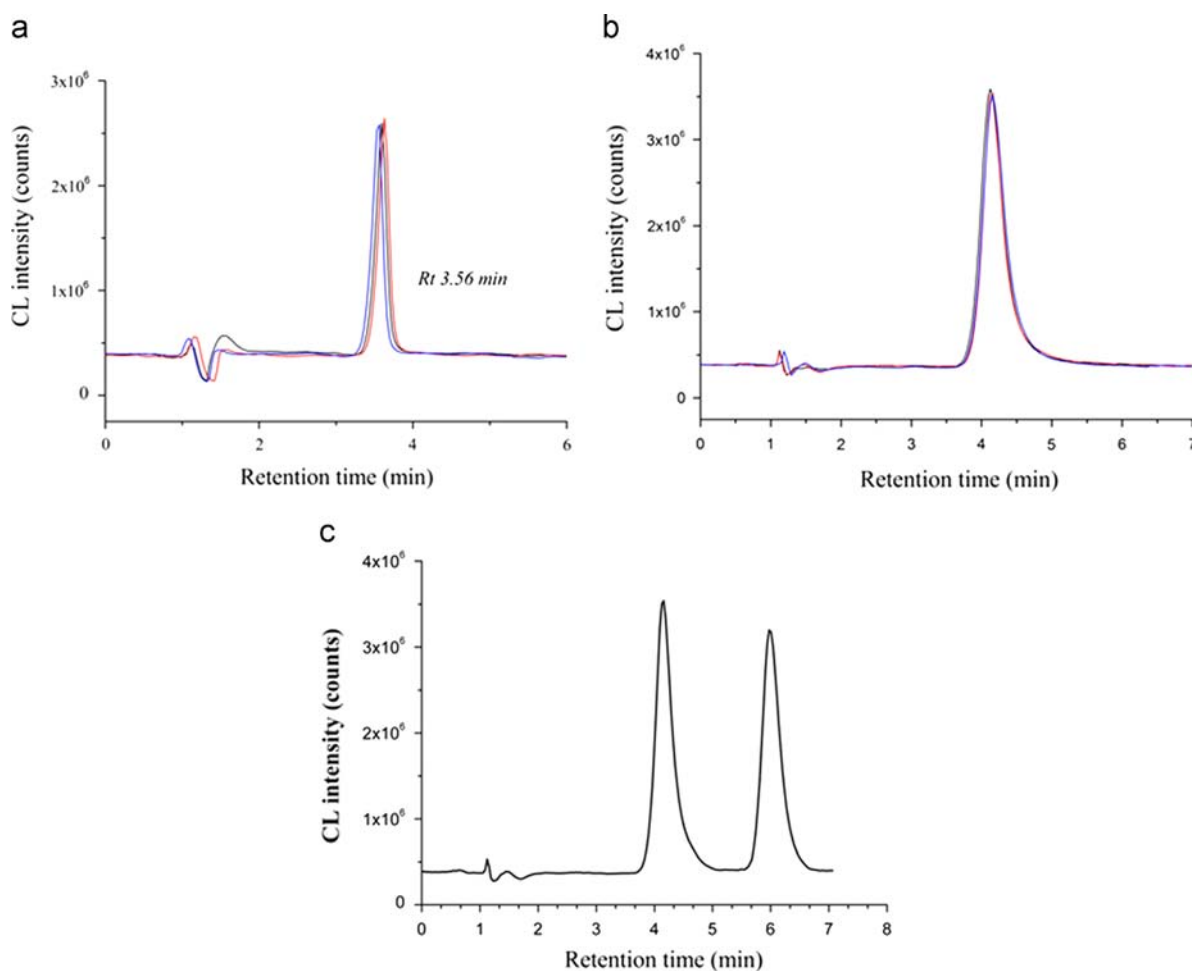 a
3x10⁶
2x10⁶
1x10⁶
0
CL intensity (counts)
Rt 3.56 min
0 2 4 6
Retention time (min)
b
4x10⁶
3x10⁶
2x10⁶
1x10⁶
0
CL intensity (counts)
0 1 2 3 4 5 6 7
Retention time (min)
c
4x10⁶
3x10⁶
2x10⁶
1x10⁶
0
CL intensity (counts)
0 1 2 3 4 5 6 7 8
Retention time (min)